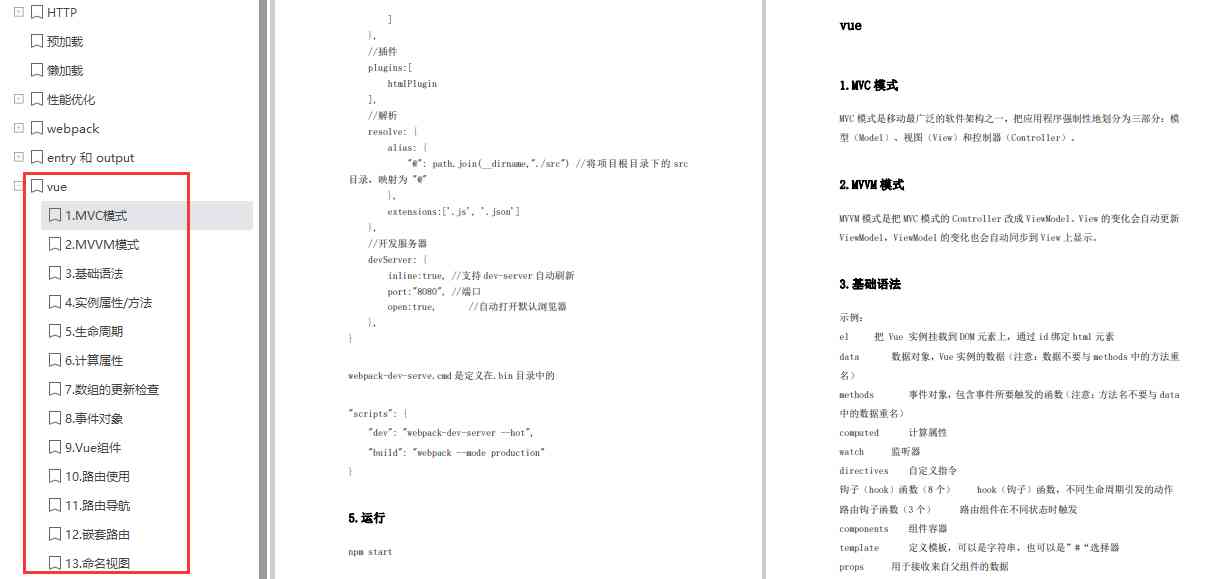 HTTP
预加载
懒加载
性能优化
webpack
entry 和 output
vue
1.MVC模式
2.MVVM模式
3.基础语法
4.实例属性/方法
5.生命周期
6.计算属性
7.数组的更新检查
8.事件对象
9.Vue组件
10.路由使用
11.路由导航
12.嵌套路由
13.命名视图
]
},
//插件
plugins:[
htmlPlugin
],
//解析
resolve: {
alias: {
"@": path.join(__dirname,"./src") //将项目根目录下的 src
目录，映射为 "@"
},
extensions:['.js', '.json']
},
//开发服务器
devServer: {
inline:true, //支持 dev-server 自动刷新
port:"8080", //端口
open:true, //自动打开默认浏览器
},
}
webpack-dev-serve.cmd 是定义在.bin 目录中的
"scripts": {
"dev": "webpack-dev-server --hot",
"build": "webpack --mode production"
}
5.运行
npm start
vue
1.MVC 模式
MVC 模式是移动最广泛的软件架构之一，把应用程序强制性地划分为三部分：模
型（Model）、视图（View）和控制器（Controller）。
2.MVVM 模式
MVVM 模式是把 MVC 模式的 Controller 改成 ViewModel。View 的变化会自动更新
ViewModel，ViewModel 的变化也会自动同步到 View 上显示。
3.基础语法
示例：
el 把 Vue 实例挂载到 DOM 元素上，通过 id 绑定 html 元素
data 数据对象，Vue 实例的数据（注意：数据不要与 methods 中的方法重
名）
methods 事件对象，包含事件所要触发的函数（注意：方法名不要与 data
中的数据重名）
computed 计算属性
watch 监听器
directives 自定义指令
钩子（hook）函数（8 个） hook（钩子）函数，不同生命周期引发的动作
路由钩子函数（3 个） 路由组件在不同状态时触发
components 组件容器
template 定义模板，可以是字符串，也可以是”#“选择器
props 用于接收来自父组件的数据